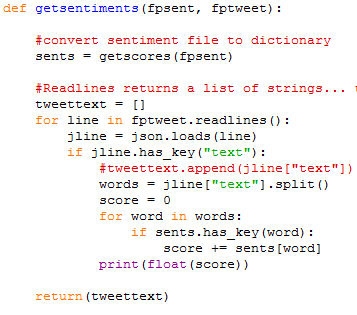 def getsentiments(fpsent, fptweet):

    #convert sentiment file to dictionary
    sents = getscores(fpsent)

    #Readlines returns a list of strings...
    tweettext = []
    for line in fptweet.readlines():
        jline = json.loads(line)
        if jline.has_key("text"):
            #tweettext.append(jline["text"])
            words = jline["text"].split()
            score = 0
            for word in words:
                if sents.has_key(word):
                    score += sents[word]
            print(float(score))

    return(tweettext)